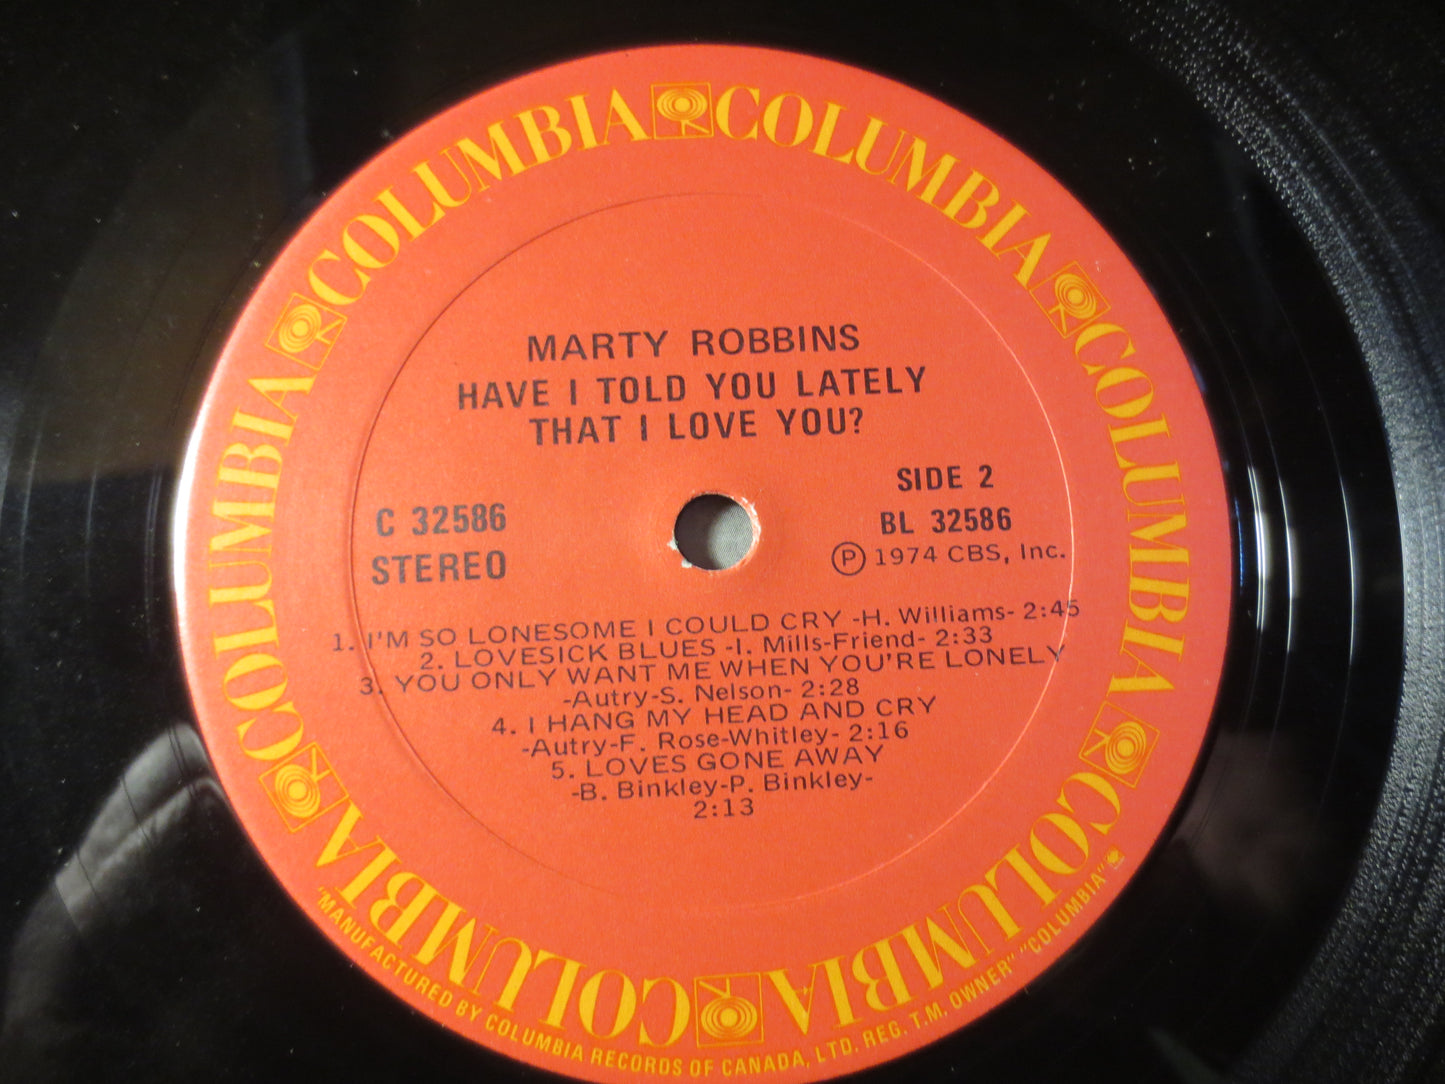 COLUMBIA COLUMBIA COLUMBIA COLUMBIA COLUMBIA COLUMBIA COLUMBIA
MARTY ROBBINS
HAVE I TOLD YOU LATELY
THAT I LOVE YOU?
SIDE 2
C 32586
BL 32586
STEREO
Ⓟ 1974 CBS, Inc.
1. I'M SO LONESOME I COULD CRY -H. Williams- 2:45
2. LOVESICK BLUES -I. Mills-Friend- 2:33
3. YOU ONLY WANT ME WHEN YOU'RE LONELY
-Autry-S. Nelson- 2:28
4. I HANG MY HEAD AND CRY
-Autry-F. Rose-Whitley- 2:16
5. LOVES GONE AWAY
-B. Binkley-P. Binkley-
2:13
"MANUFACTURED BY COLUMBIA RECORDS OF CANADA, LTD. REG. T.M. OWNER" "COLUMBIA"